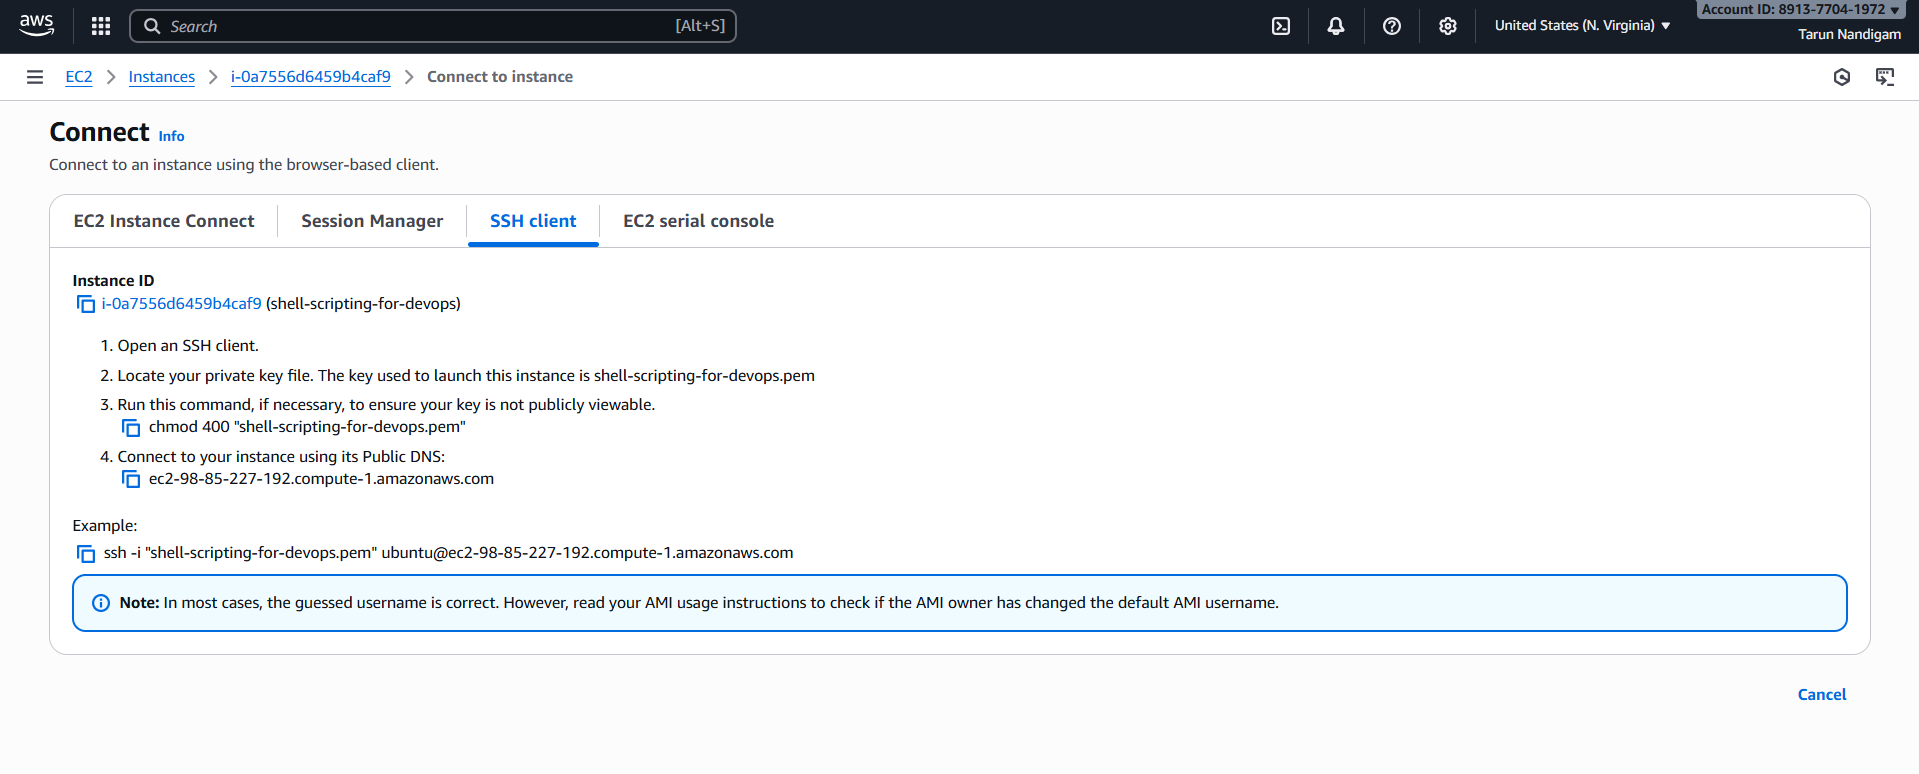 aws
Search [Alt+S]
United States (N. Virginia)
Account ID: 8913-7704-1972
Tarun Nandigam
EC2 > Instances > i-0a7556d6459b4caf9 > Connect to instance
Connect Info
Connect to an instance using the browser-based client.
EC2 Instance Connect Session Manager SSH client EC2 serial console
Instance ID
i-0a7556d6459b4caf9 (shell-scripting-for-devops)
1. Open an SSH client.
2. Locate your private key file. The key used to launch this instance is shell-scripting-for-devops.pem
3. Run this command, if necessary, to ensure your key is not publicly viewable.
chmod 400 "shell-scripting-for-devops.pem"
4. Connect to your instance using its Public DNS:
ec2-98-85-227-192.compute-1.amazonaws.com
Example:
ssh -i "shell-scripting-for-devops.pem" ubuntu@ec2-98-85-227-192.compute-1.amazonaws.com
Note: In most cases, the guessed username is correct. However, read your AMI usage instructions to check if the AMI owner has changed the default AMI username.
Cancel